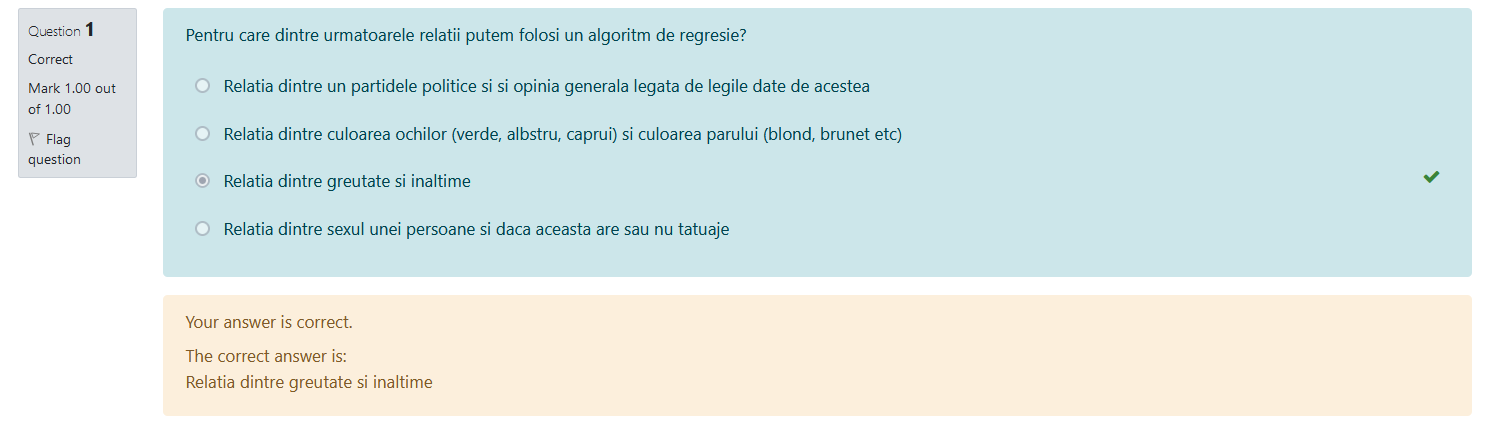 Question 1
Correct
Mark 1.00 out
of 1.00
Flag
question
Pentru care dintre urmatoarele relatii putem folosi un algoritm de regresie?
Relatia dintre un partidele politice si si opinia generala legata de legile date de acestea
Relatia dintre culoarea ochilor (verde, albstru, caprui) si culoarea parului (blond, brunet etc)
Relatia dintre greutate si inaltime
Relatia dintre sexul unei persoane si daca aceasta are sau nu tatuaje
Your answer is correct.
The correct answer is:
Relatia dintre greutate si inaltime